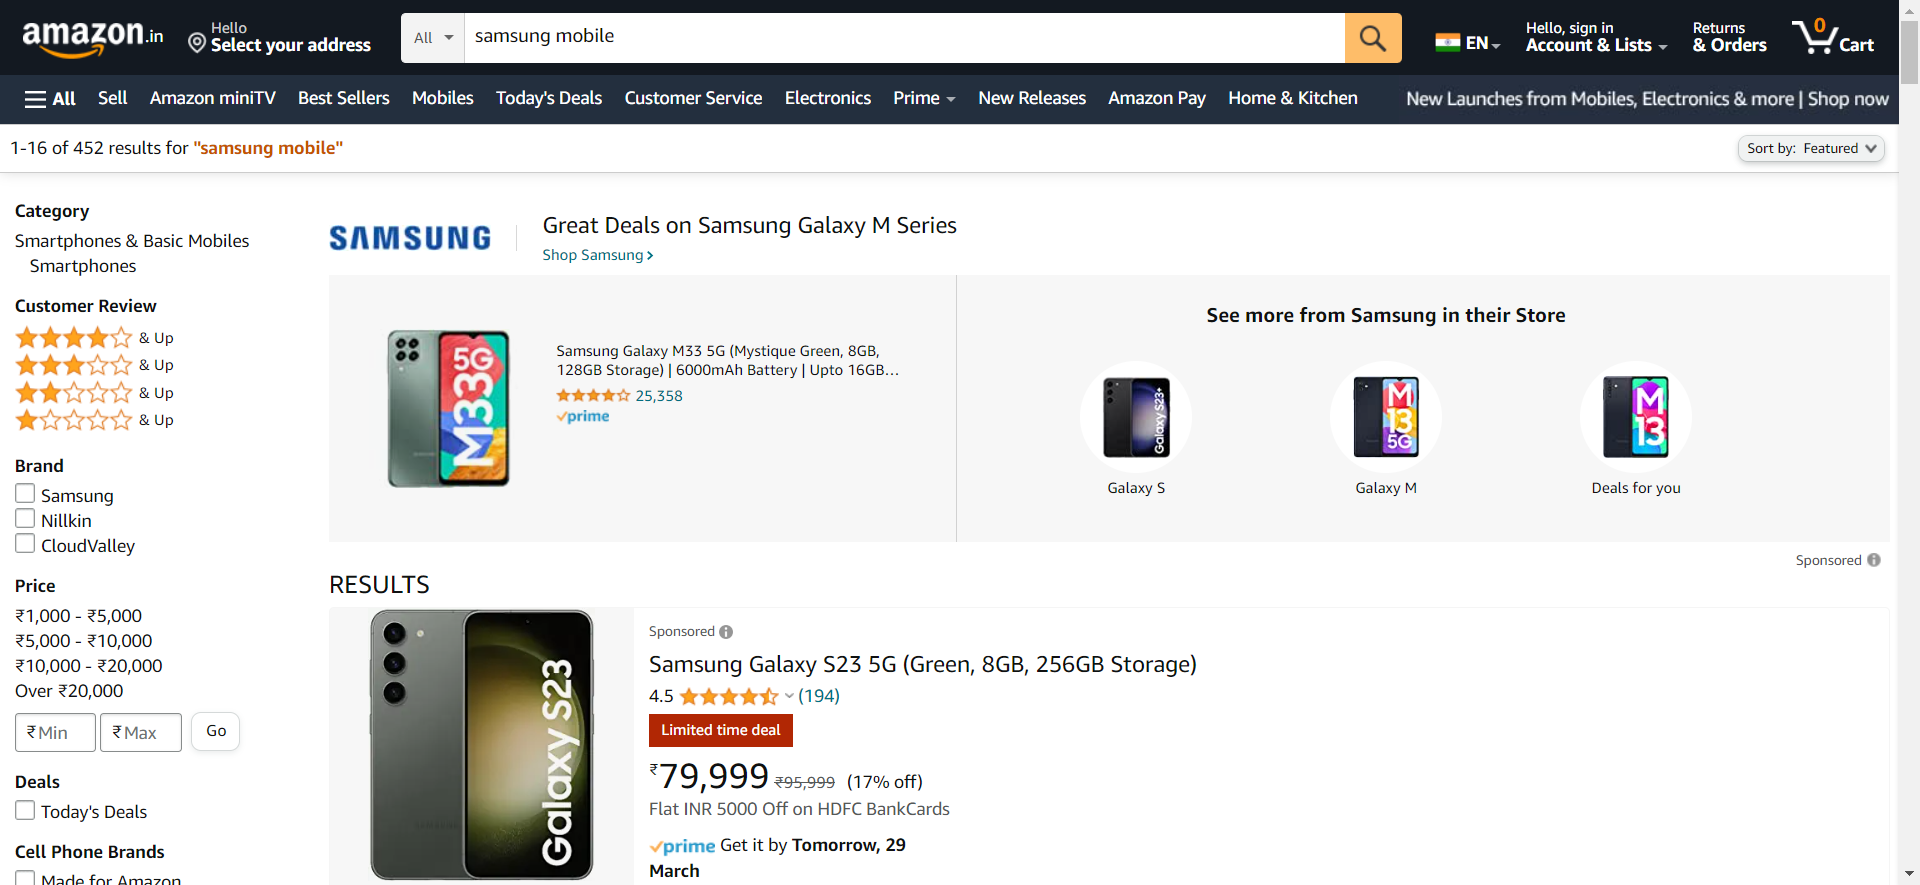 amazon.in
Hello
Select your address
All
samsung mobile
EN
Hello, sign in
Account & Lists
Returns
& Orders
0
Cart
All
Sell
Amazon miniTV
Best Sellers
Mobiles
Today's Deals
Customer Service
Electronics
Prime
New Releases
Amazon Pay
Home & Kitchen
New Launches from Mobiles, Electronics & more | Shop now
1-16 of 452 results for "samsung mobile"
Sort by: Featured
Category
Smartphones & Basic Mobiles
Smartphones
Customer Review
& Up
& Up
& Up
& Up
Brand
Samsung
Nillkin
CloudValley
Price
₹1,000 - ₹5,000
₹5,000 - ₹10,000
₹10,000 - ₹20,000
Over ₹20,000
₹ Min
₹ Max
Go
Deals
Today's Deals
Cell Phone Brands
Made for Amazon
SAMSUNG
Great Deals on Samsung Galaxy M Series
Shop Samsung
M33 5G
Samsung Galaxy M33 5G (Mystique Green, 8GB,
128GB Storage) | 6000mAh Battery | Upto 16GB...
25,358
prime
See more from Samsung in their Store
Galaxy S23+
Galaxy S
M
13
5G
Galaxy M
M
13
Deals for you
Sponsored
RESULTS
Galaxy S23
Sponsored
Samsung Galaxy S23 5G (Green, 8GB, 256GB Storage)
4.5 (194)
Limited time deal
₹79,999 ₹95,999 (17% off)
Flat INR 5000 Off on HDFC BankCards
prime Get it by Tomorrow, 29
March